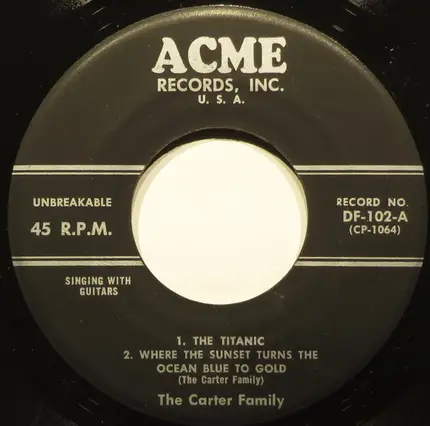 ACME
RECORDS, INC.
U. S. A.
UNBREAKABLE
45 R.P.M.
RECORD NO.
DF-102-A
(CP-1064)
SINGING WITH
GUITARS
1. THE TITANIC
2. WHERE THE SUNSET TURNS THE
OCEAN BLUE TO GOLD
(The Carter Family)
The Carter Family